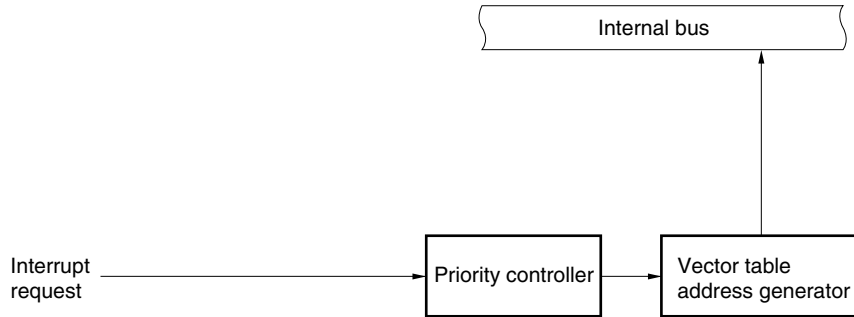 Internal bus
Interrupt
request
Priority controller
Vector table
address generator